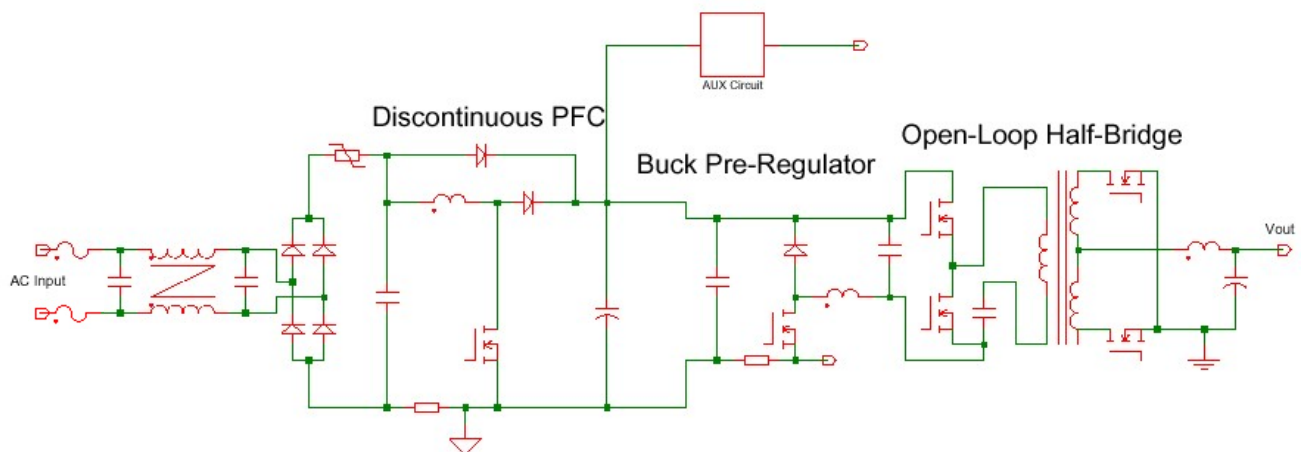 AUX Circuit
Discontinuous PFC
Open-Loop Half-Bridge
Buck Pre-Regulator
Vout
AC Input